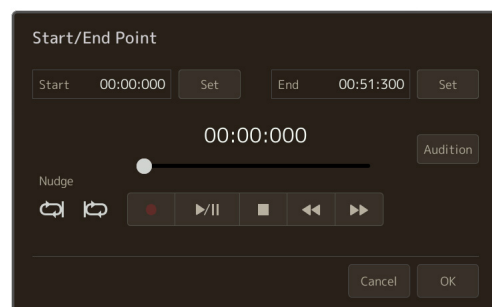 Start/End Point
Start 00:00:000 Set End 00:51:300 Set
00:00:000
Audition
Nudge
Cancel OK